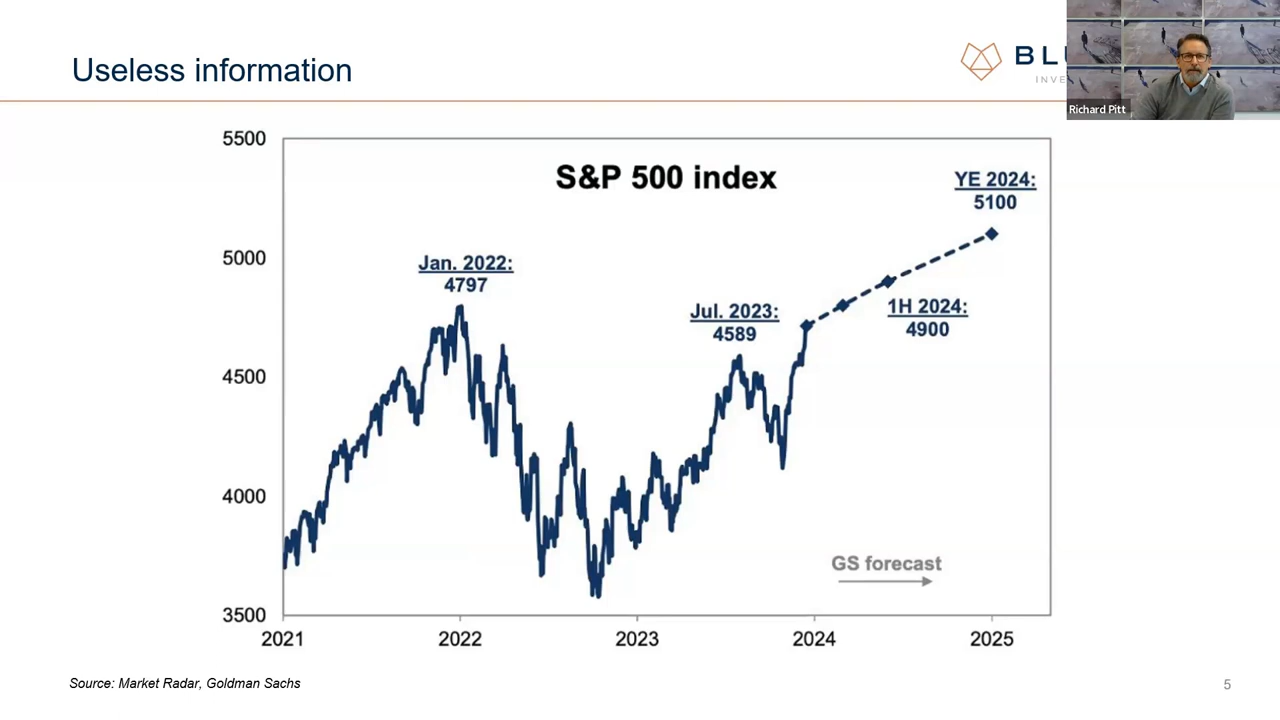 Useless information
BLU
INVE
Richard Pitt
S&P 500 index
5500
5000
4500
4000
3500
2021
2022
2023
2024
2025
Jan. 2022:
4797
Jul. 2023:
4589
YE 2024:
5100
1H 2024:
4900
GS forecast
Source: Market Radar, Goldman Sachs
5